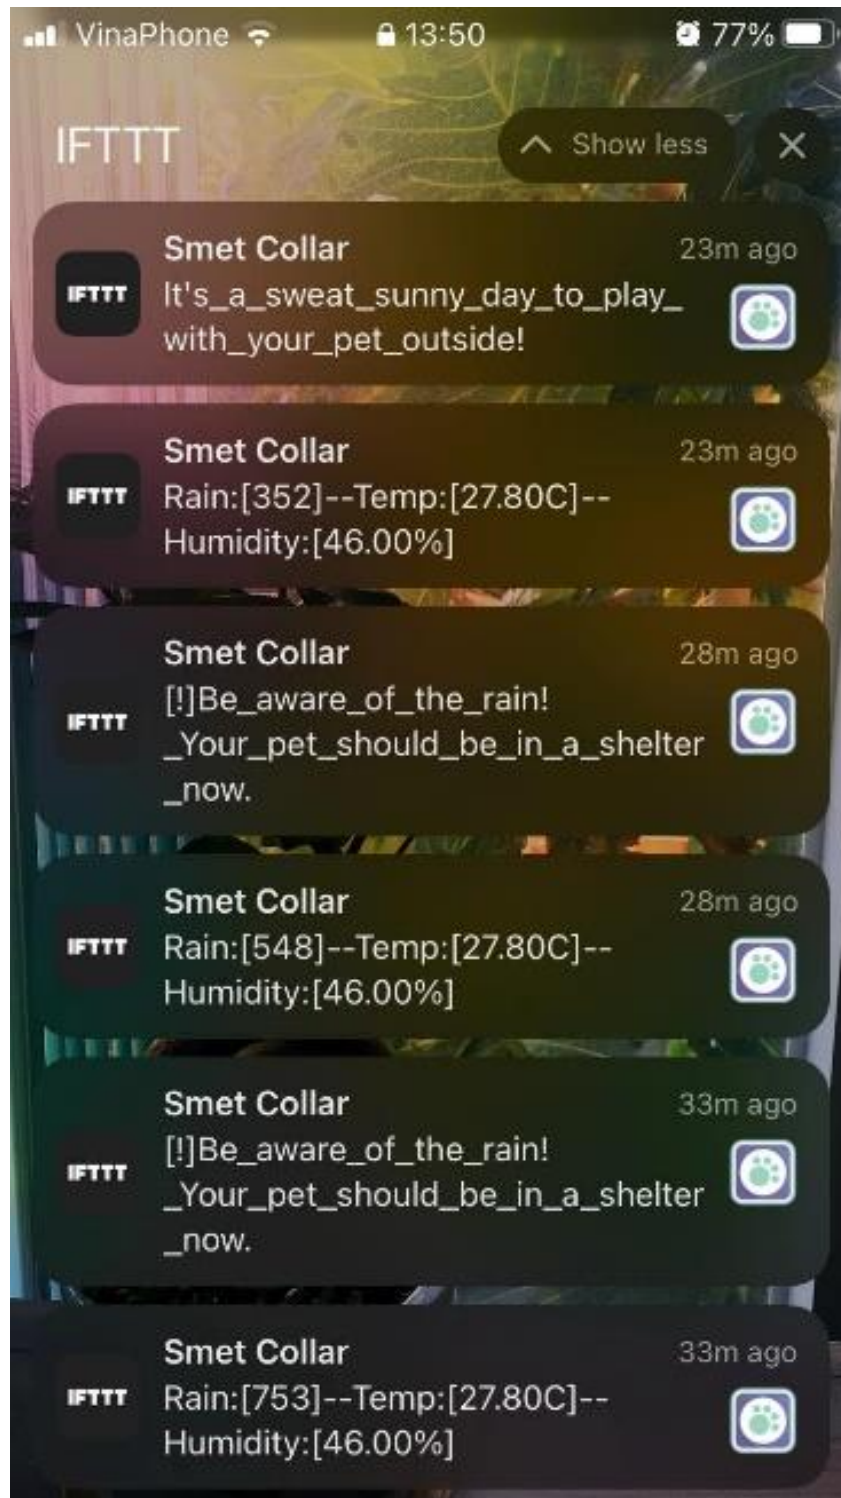 VinaPhone 13:50 77%
IFTTT Show less
Smet Collar 23m ago
IFTTT It's_a_sweat_sunny_day_to_play_
with_your_pet_outside!
Smet Collar 23m ago
IFTTT Rain:[352]--Temp:[27.80C]--
Humidity:[46.00%]
Smet Collar 28m ago
[!]Be_aware_of_the_rain!
IFTTT _Your_pet_should_be_in_a_shelter
_now.
Smet Collar 28m ago
IFTTT Rain:[548]--Temp:[27.80C]--
Humidity:[46.00%]
Smet Collar 33m ago
[!]Be_aware_of_the_rain!
IFTTT _Your_pet_should_be_in_a_shelter
_now.
Smet Collar 33m ago
IFTTT Rain:[753]--Temp:[27.80C]--
Humidity:[46.00%]